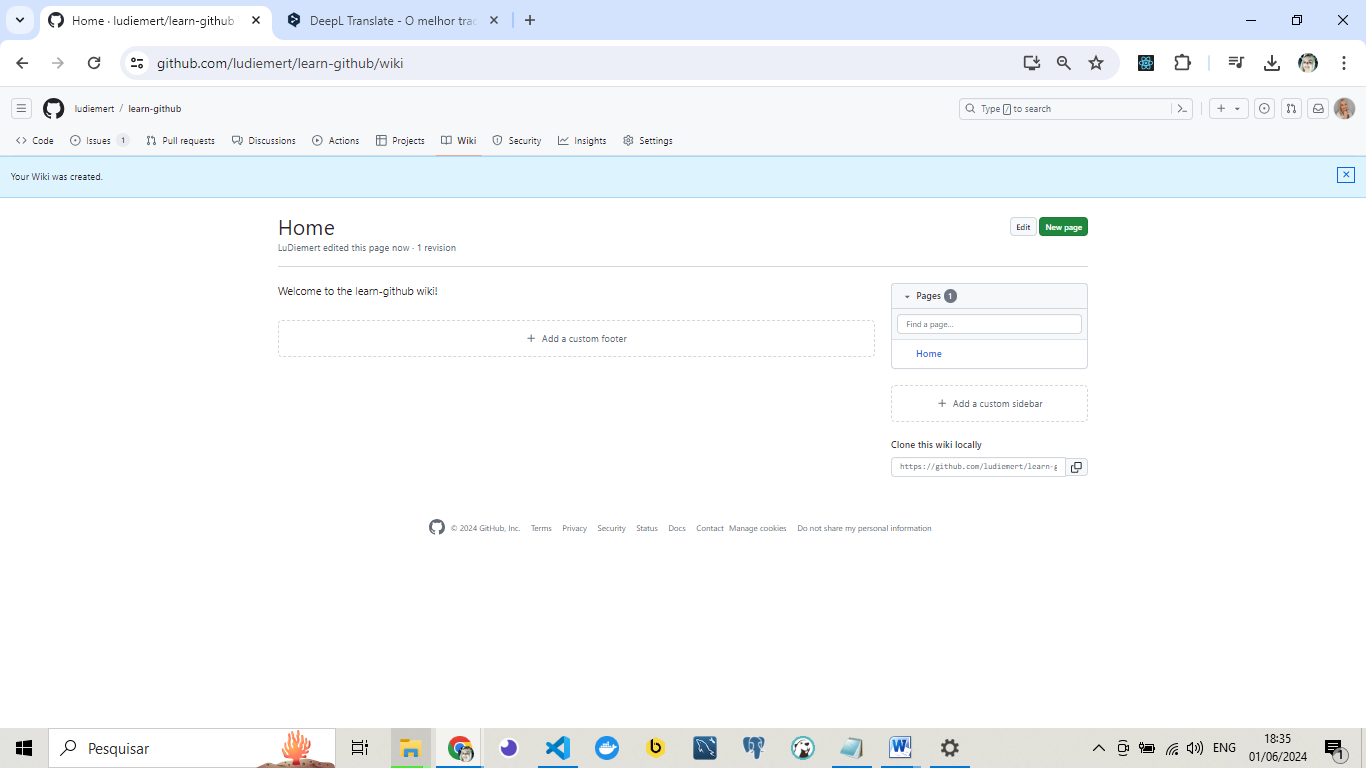 Home · ludiemert/learn-github
DeepL Translate - O melhor trad
github.com/ludiemert/learn-github/wiki
ludiemert / learn-github
Type / to search
Code
Issues 1
Pull requests
Discussions
Actions
Projects
Wiki
Security
Insights
Settings
Your Wiki was created.
Home
Edit
New page
LuDiemert edited this page now · 1 revision
Welcome to the learn-github wiki!
Add a custom footer
Pages 1
Find a page...
Home
Add a custom sidebar
Clone this wiki locally
https://github.com/ludiemert/learn-g
© 2024 GitHub, Inc. Terms Privacy Security Status Docs Contact Manage cookies Do not share my personal information
Pesquisar
ENG
18:35
01/06/2024
1